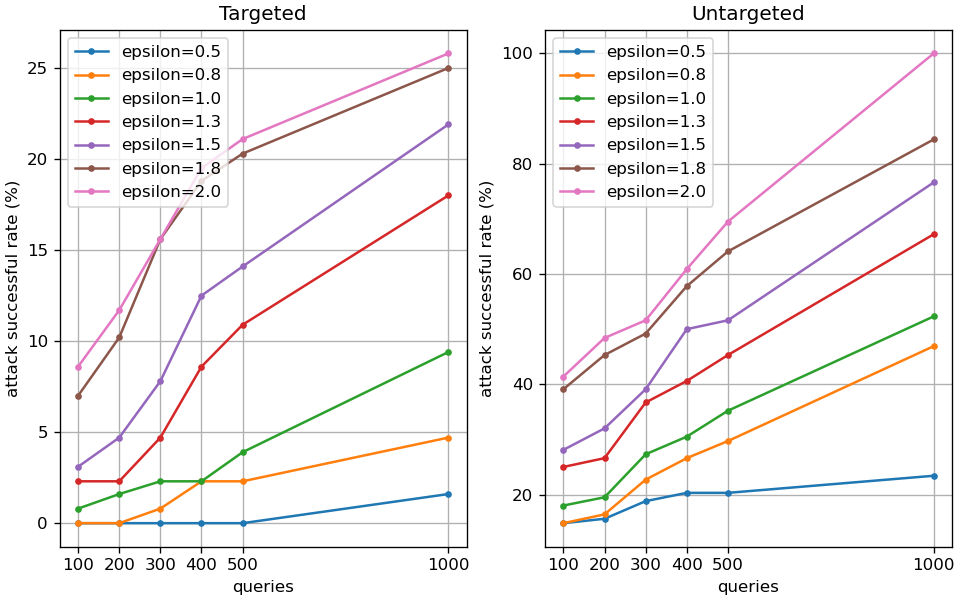 Targeted
attack successful rate (%)
25
20
15
10
5
0
epsilon=0.5
epsilon=0.8
epsilon=1.0
epsilon=1.3
epsilon=1.5
epsilon=1.8
epsilon=2.0
100 200 300 400 500 1000
queries
Untargeted
attack successful rate (%)
100
80
60
40
20
epsilon=0.5
epsilon=0.8
epsilon=1.0
epsilon=1.3
epsilon=1.5
epsilon=1.8
epsilon=2.0
100 200 300 400 500 1000
queries